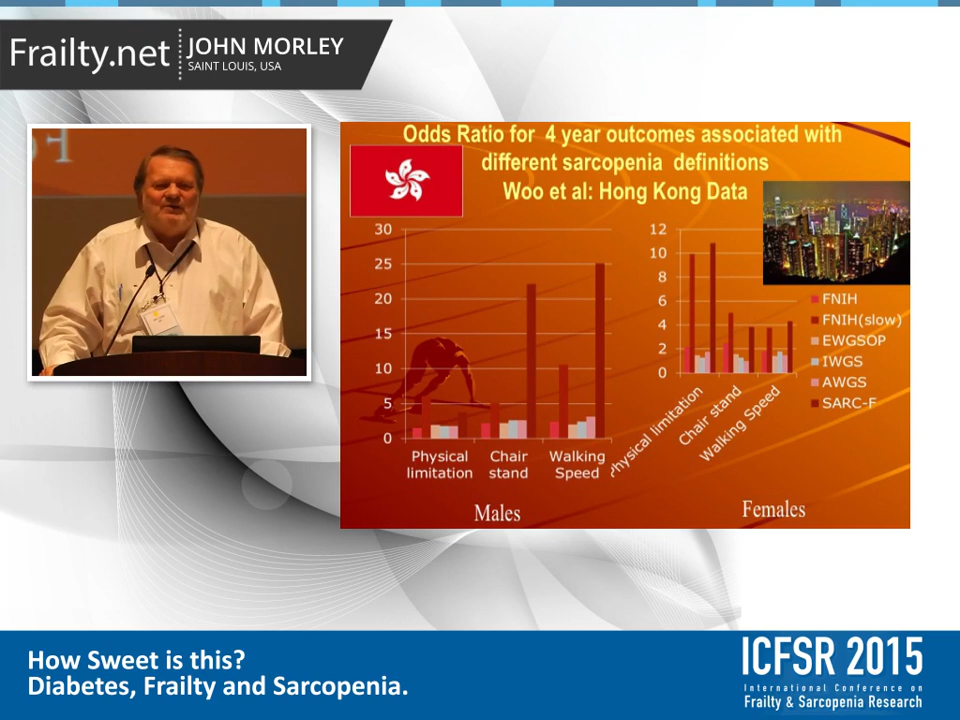 Frailty.net
JOHN MORLEY
SAINT LOUIS, USA
Odds Ratio for 4 year outcomes associated with
different sarcopenia definitions
Woo et al: Hong Kong Data
30
25
20
15
10
5
0
Physical
limitation
Chair
stand
Walking
Speed
Males
12
10
8
6
4
2
0
Physical limitation
Chair stand
Walking Speed
Females
FNIH
FNIH(slow)
EWGSOP
IWGS
AWGS
SARC-F
How Sweet is this?
Diabetes, Frailty and Sarcopenia.
ICFSR 2015
International Conference on
Frailty & Sarcopenia Research